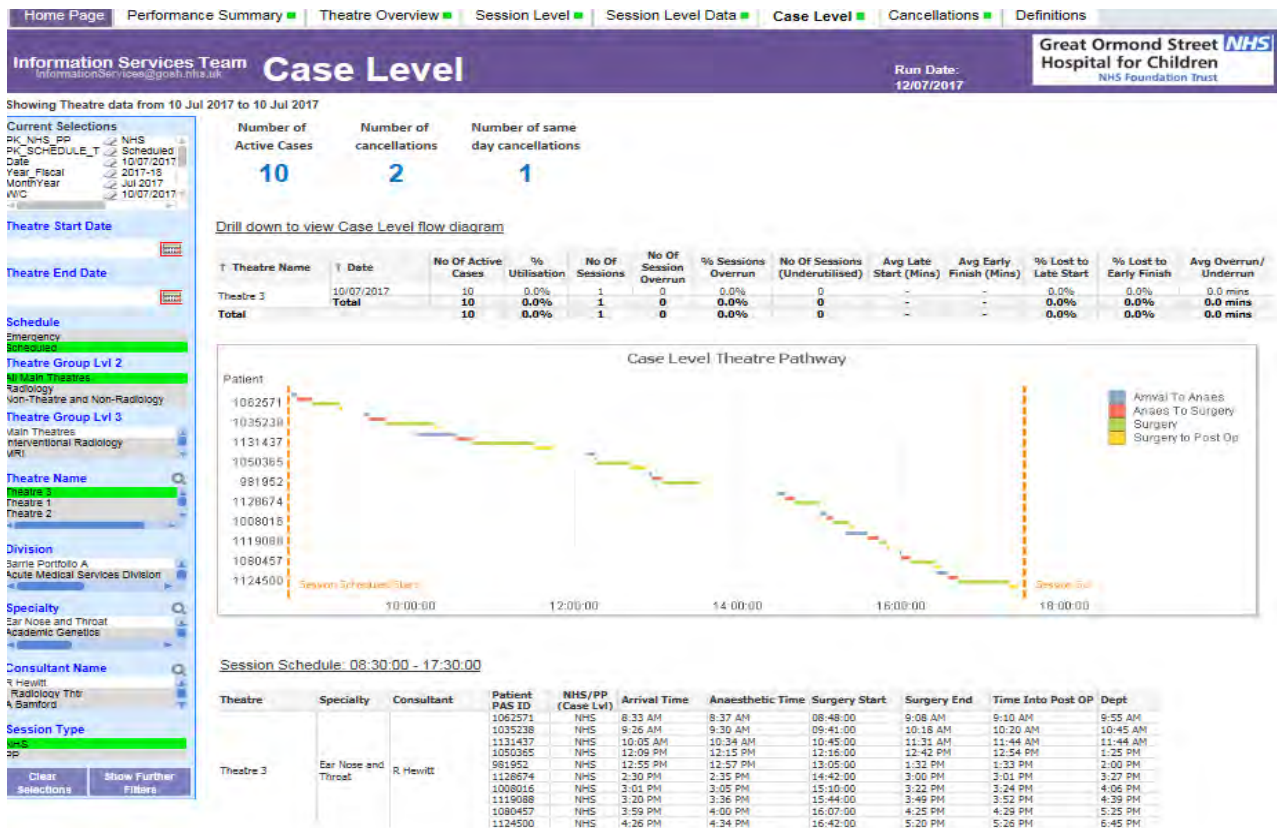 Home Page Performance Summary Theatre Overview Session Level Session Level Data Case Level Cancellations Definitions
Information Services Team
InformationServices@gosh.nhs.uk
Case Level
Run Date:
12/07/2017
Great Ormond Street NHS
Hospital for Children
NHS Foundation Trust
Showing Theatre data from 10 Jul 2017 to 10 Jul 2017
Current Selections
PK_NHS_PP NHS
PK_SCHEDULE_T Scheduled
Date 10/07/2017
Year_Fiscal 2017-18
MonthYear Jul 2017
W/C 10/07/2017
Theatre Start Date
Theatre End Date
Schedule
Emergency
Scheduled
Theatre Group Lvl 2
All Main Theatres
Radiology
Non-Theatre and Non-Radiology
Theatre Group Lvl 3
Main Theatres
Interventional Radiology
MRI
Theatre Name
Theatre 3
Theatre 1
Theatre 2
Division
Barrie Portfolio A
Acute Medical Services Division
Specialty
Ear Nose and Throat
Academic Genetics
Consultant Name
R Hewitt
Radiology Thtr
A Bamford
Session Type
NHS
PP
Clear Selections
Show Further Filters
Number of Active Cases
10
Number of cancellations
2
Number of same day cancellations
1
Drill down to view Case Level flow diagram
Theatre Name Date No Of Active Cases % Utilisation No Of Sessions No Of Session Overrun % Sessions Overrun No Of Sessions (Underutilised) Avg Late Start (Mins) Avg Early Finish (Mins) % Lost to Late Start % Lost to Early Finish Avg Overrun/ Underrun
Theatre 3 10/07/2017 10 0.0% 1 0 0.0% 0 - - 0.0% 0.0% 0.0 mins
Total 10 0.0% 1 0 0.0% 0 - - 0.0% 0.0% 0.0 mins
Total 10 0.0% 1 0 0.0% 0 - - 0.0% 0.0% 0.0 mins
Case Level Theatre Pathway
Patient
1062571
1035238
1131437
1050365
981952
1128674
1008016
1119088
1080457
1124500
Session Scheduled Start
Session
10:00:00 12:00:00 14:00:00 16:00:00 18:00:00
Arrival To Anaes
Anaes To Surgery
Surgery
Surgery to Post Op
Session Schedule: 08:30:00 - 17:30:00
Theatre Specialty Consultant Patient PAS ID NHS/PP (Case Lvl) Arrival Time Anaesthetic Time Surgery Start Surgery End Time Into Post OP Dept
Theatre 3 Ear Nose and Throat R Hewitt
1062571 NHS 8:33 AM 8:37 AM 08:48:00 9:08 AM 9:10 AM 9:55 AM
1035238 NHS 9:26 AM 9:30 AM 09:41:00 10:16 AM 10:20 AM 10:45 AM
1131437 NHS 10:05 AM 10:34 AM 10:45:00 11:31 AM 11:44 AM 11:44 AM
1050365 NHS 12:09 PM 12:15 PM 12:16:00 12:42 PM 12:54 PM 1:25 PM
981952 NHS 12:55 PM 12:57 PM 13:05:00 1:32 PM 1:33 PM 2:00 PM
1128674 NHS 2:30 PM 2:35 PM 14:42:00 3:00 PM 3:01 PM 3:27 PM
1008016 NHS 3:01 PM 3:05 PM 15:10:00 3:22 PM 3:24 PM 4:06 PM
1119088 NHS 3:20 PM 3:36 PM 15:44:00 3:49 PM 3:52 PM 4:39 PM
1080457 NHS 3:59 PM 4:00 PM 16:07:00 4:25 PM 4:29 PM 5:25 PM
1124500 NHS 4:26 PM 4:34 PM 16:42:00 5:20 PM 5:26 PM 6:45 PM